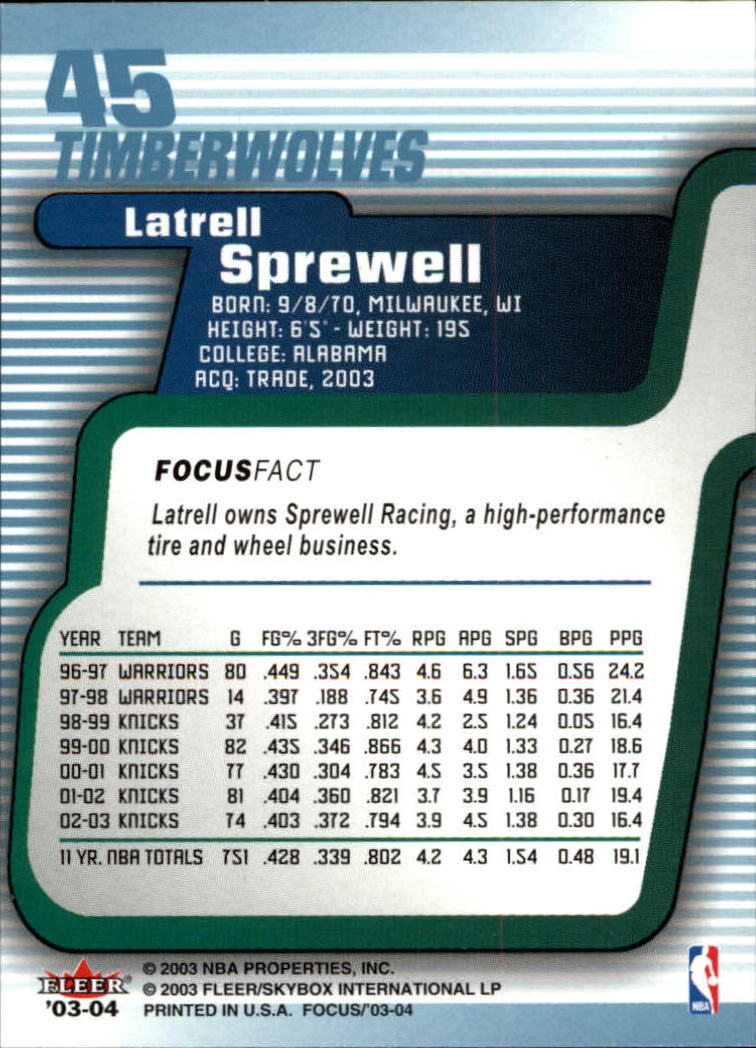 45
TIMBERWOLVES
Latrell
Sprewell
BORN: 9/8/70, MILWAUKEE, WI
HEIGHT: 6'5" - WEIGHT: 195
COLLEGE: ALABAMA
ACQ: TRADE, 2003
FOCUSFACT
Latrell owns Sprewell Racing, a high-performance
tire and wheel business.
YEAR TEAM G FG% 3FG% FT% RPG APG SPG BPG PPG
96-97 WARRIORS 80 .449 .354 .843 4.6 6.3 1.65 0.56 24.2
97-98 WARRIORS 14 .397 .188 .745 3.6 4.9 1.36 0.36 21.4
98-99 KNICKS 37 .415 .273 .812 4.2 2.5 1.24 0.05 16.4
99-00 KNICKS 82 .435 .346 .866 4.3 4.0 1.33 0.27 18.6
00-01 KNICKS 77 .430 .304 .783 4.5 3.5 1.38 0.36 17.7
01-02 KNICKS 81 .404 .360 .821 3.7 3.9 1.16 0.17 19.4
02-03 KNICKS 74 .403 .372 .794 3.9 4.5 1.38 0.30 16.4
11 YR. NBA TOTALS 751 .428 .339 .802 4.2 4.3 1.54 0.48 19.1
FLEER
'03-04
© 2003 NBA PROPERTIES, INC.
© 2003 FLEER/SKYBOX INTERNATIONAL LP
PRINTED IN U.S.A. FOCUS/'03-04
NBA